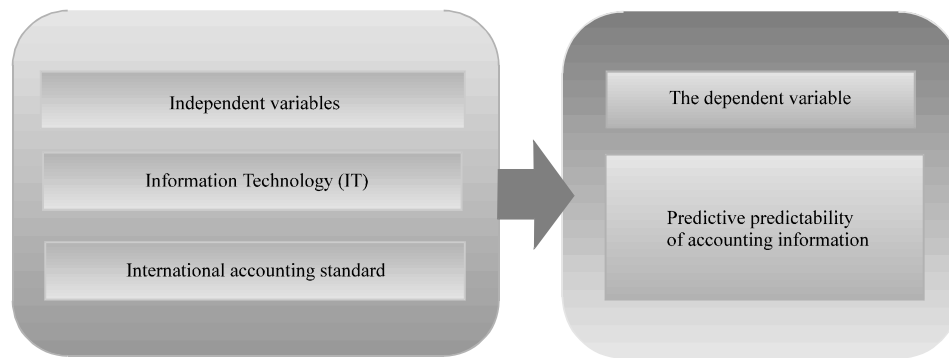 Independent variables
Information Technology (IT)
International accounting standard
The dependent variable
Predictive predictability
of accounting information